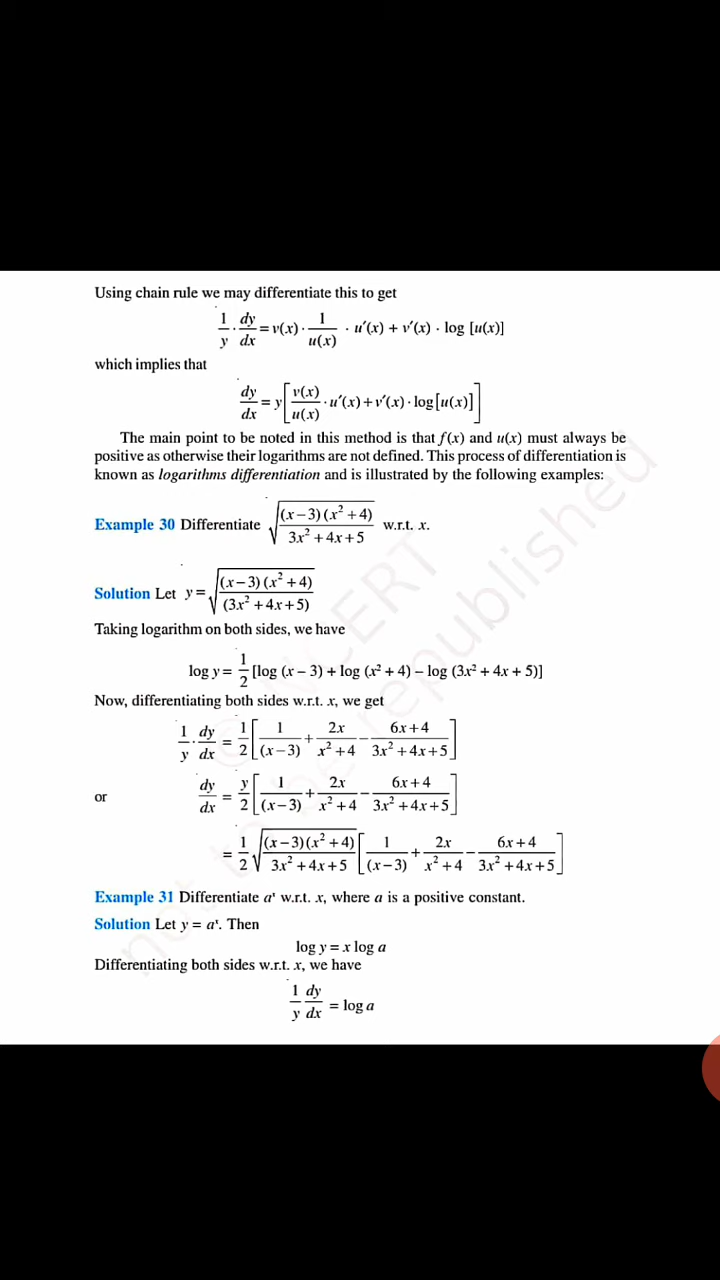 Using chain rule we may differentiate this to get
1/y · dy/dx = v(x) · 1/u(x) · u′(x) + v′(x) · log [u(x)]
which implies that
dy/dx = y[v(x)/u(x) · u′(x) + v′(x) · log[u(x)]]
The main point to be noted in this method is that f(x) and u(x) must always be
positive as otherwise their logarithms are not defined. This process of differentiation is
known as logarithms differentiation and is illustrated by the following examples:
Example 30 Differentiate √((x−3)(x²+4)/3x²+4x+5) w.r.t. x.
Solution Let y = √((x−3)(x²+4)/(3x²+4x+5))
Taking logarithm on both sides, we have
log y = 1/2 [log (x – 3) + log (x² + 4) – log (3x² + 4x + 5)]
Now, differentiating both sides w.r.t. x, we get
1/y · dy/dx = 1/2 [1/(x−3) + 2x/x²+4 − 6x+4/3x²+4x+5]
or dy/dx = y/2 [1/(x−3) + 2x/x²+4 − 6x+4/3x²+4x+5]
= 1/2 √((x−3)(x²+4)/3x²+4x+5) [1/(x−3) + 2x/x²+4 − 6x+4/3x²+4x+5]
Example 31 Differentiate aˣ w.r.t. x, where a is a positive constant.
Solution Let y = aˣ. Then
log y = x log a
Differentiating both sides w.r.t. x, we have
1/y dy/dx = log a
© NCERT
not to be republished